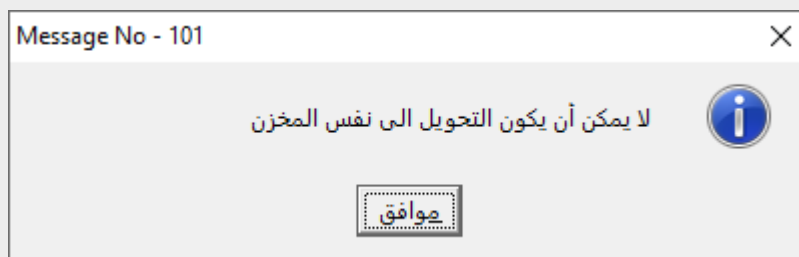 Message No - 101
لا يمكن أن يكون التحويل الى نفس المخزن
موافق